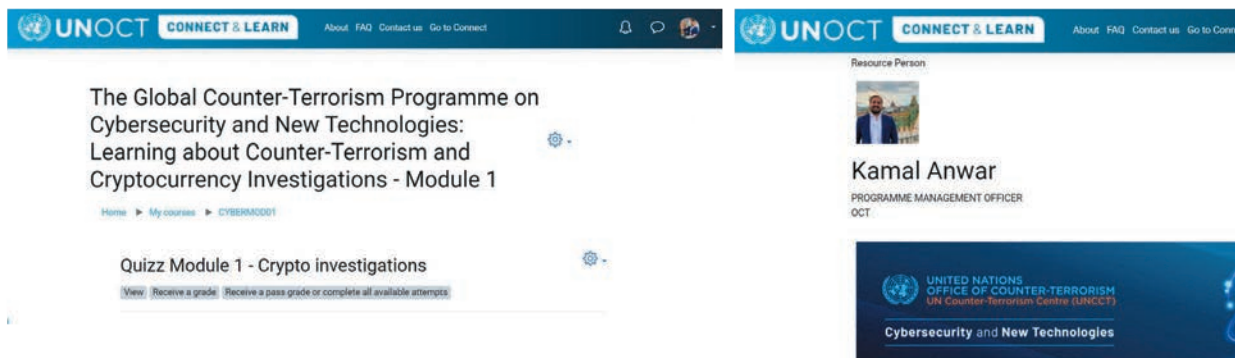 UNOCT CONNECT & LEARN About FAQ Contact us Go to Connect
The Global Counter-Terrorism Programme on
Cybersecurity and New Technologies:
Learning about Counter-Terrorism and
Cryptocurrency Investigations - Module 1
Home ▶ My courses ▶ CYBERMOD01
Quizz Module 1 - Crypto investigations
View Receive a grade Receive a pass grade or complete all available attempts
UNOCT CONNECT & LEARN About FAQ Contact us Go to Conn
Resource Person
Kamal Anwar
PROGRAMME MANAGEMENT OFFICER
OCT
UNITED NATIONS
OFFICE OF COUNTER-TERRORISM
UN Counter-Terrorism Centre (UNCCT)
Cybersecurity and New Technologies